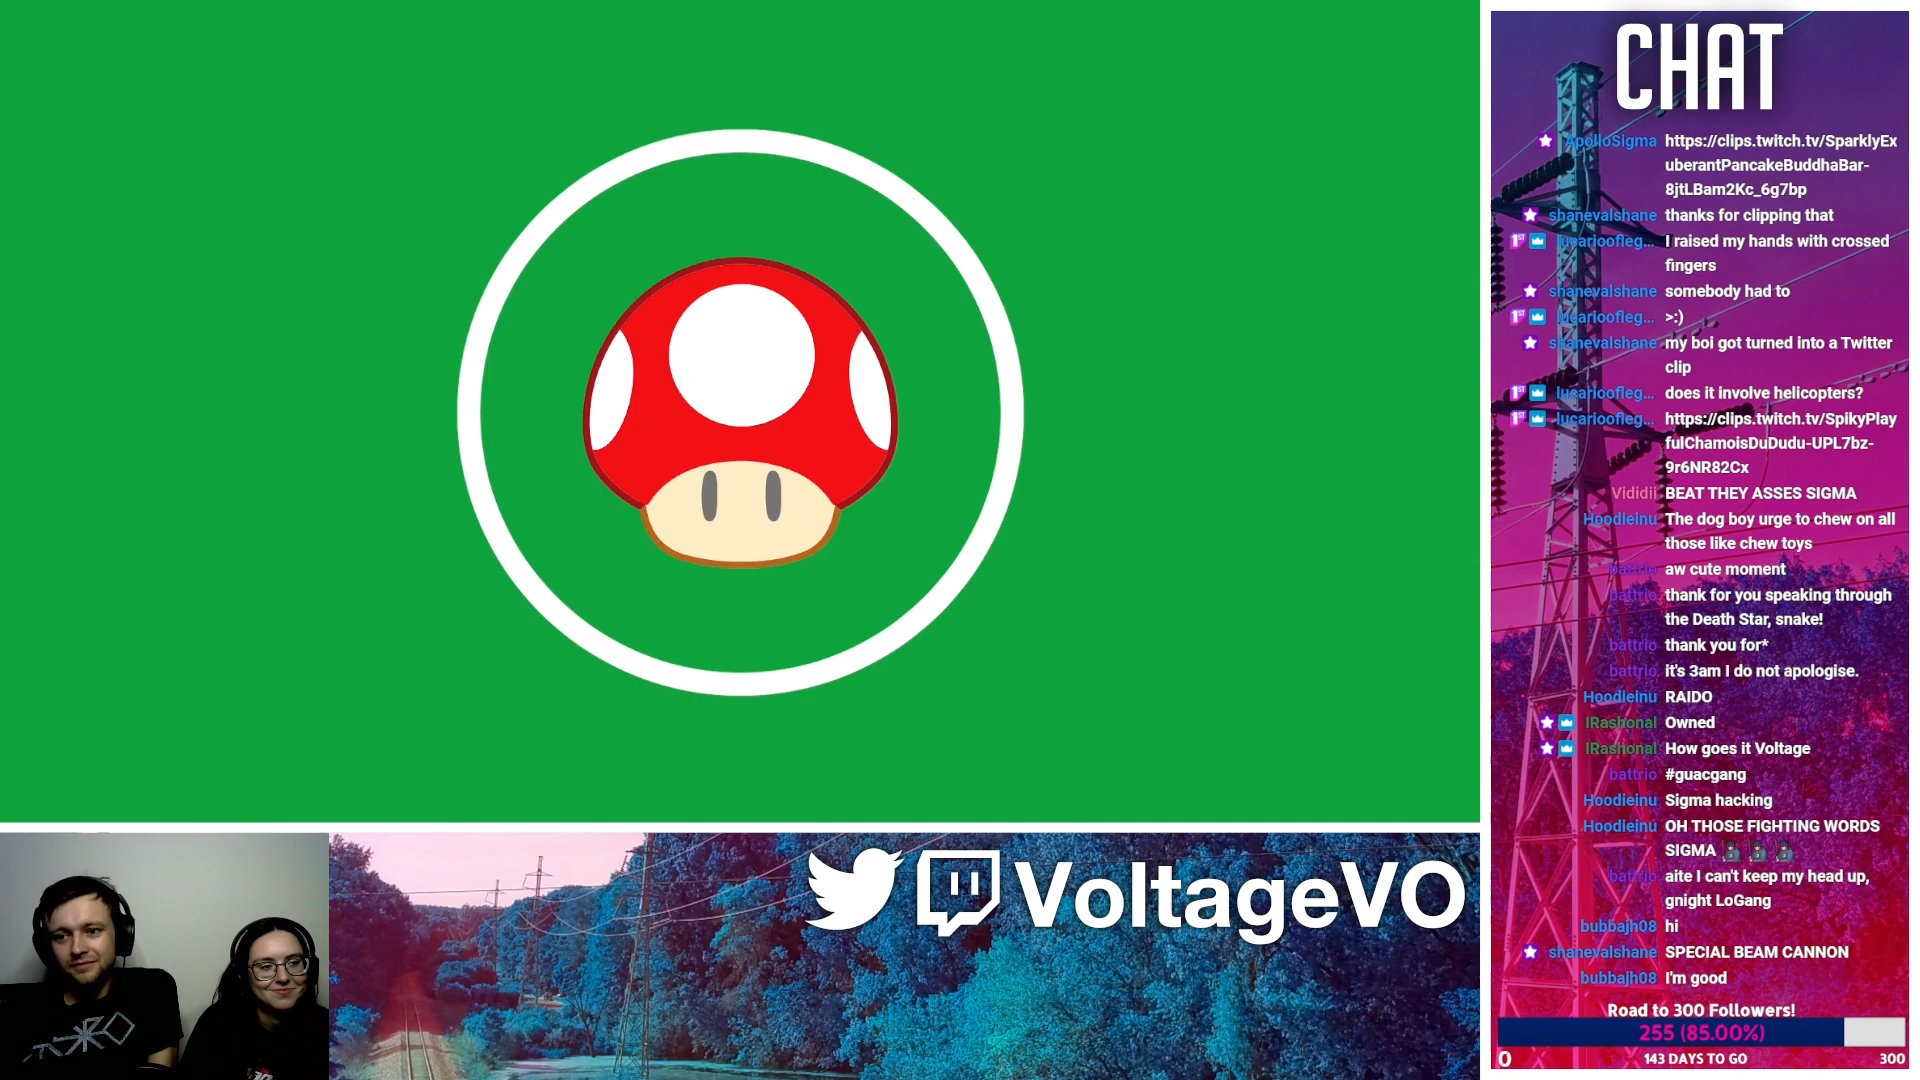 CHAT
ApolloSigma https://clips.twitch.tv/SparklyEx
uberantPancakeBuddhaBar-
8jtLBam2Kc_6g7bp
shanevalshane thanks for clipping that
lucarioofleg... I raised my hands with crossed
fingers
shanevalshane somebody had to
lucarioofleg... >:)
shanevalshane my boi got turned into a Twitter
clip
lucarioofleg... does it involve helicopters?
lucarioofleg... https://clips.twitch.tv/SpikyPlay
fulChamoisDuDudu-UPL7bz-
9r6NR82Cx
Vididii BEAT THEY ASSES SIGMA
Hoodieinu The dog boy urge to chew on all
those like chew toys
battrio aw cute moment
battrio thank for you speaking through
the Death Star, snake!
battrio thank you for*
battrio it's 3am I do not apologise.
Hoodieinu RAIDO
IRashonal Owned
IRashonal How goes it Voltage
battrio #guacgang
Hoodieinu Sigma hacking
Hoodieinu OH THOSE FIGHTING WORDS
SIGMA
battrio aite I can't keep my head up,
gnight LoGang
bubbajh08 hi
shanevalshane SPECIAL BEAM CANNON
bubbajh08 I'm good
Road to 300 Followers!
255 (85.00%)
0 143 DAYS TO GO 300
VoltageVO